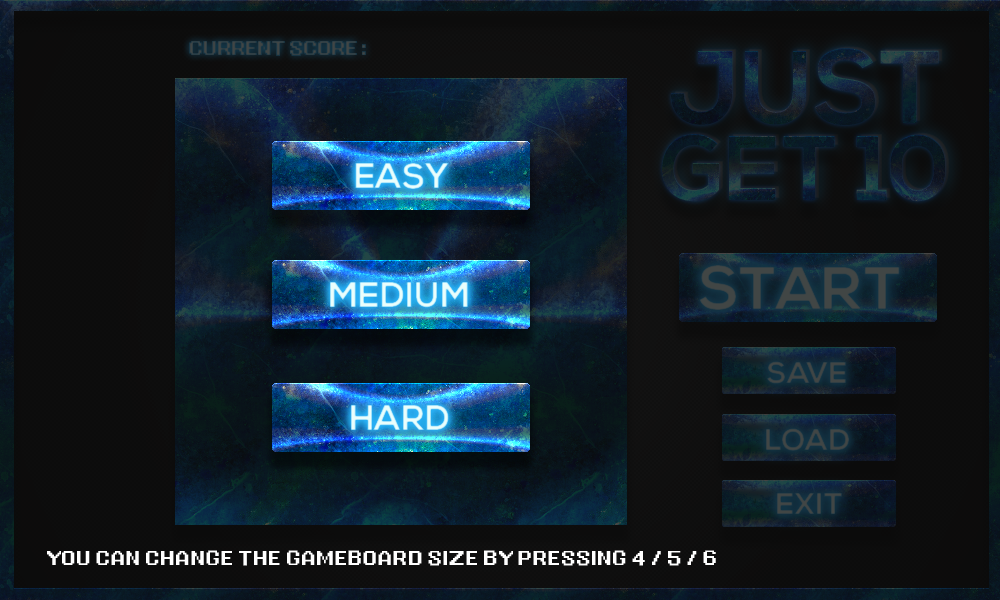 CURRENT SCORE:
JUST
GET 10
EASY
MEDIUM
HARD
START
SAVE
LOAD
EXIT
YOU CAN CHANGE THE GAMEBOARD SIZE BY PRESSING 4 / 5 / 6